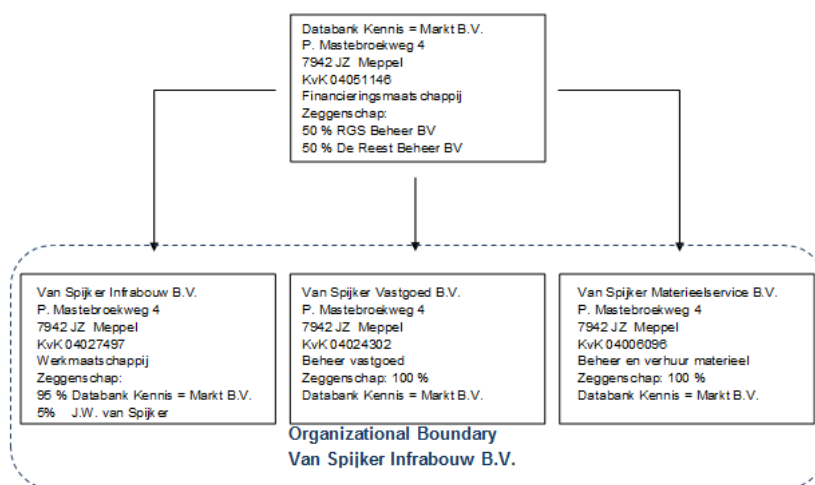 Databank Kennis = Markt B.V.
P. Mastebroekweg 4
7942 JZ Meppel
KvK 04051146
Financieringsmaatschappij
Zeggenschap:
50 % RGS Beheer BV
50 % De Reest Beheer BV
Van Spijker Infrabouw B.V.
P. Mastebroekweg 4
7942 JZ Meppel
KvK 04027497
Werkmaatschappij
Zeggenschap:
95 % Databank Kennis = Markt B.V.
5% J.W. van Spijker
Van Spijker Vastgoed B.V.
P. Mastebroekweg 4
7942 JZ Meppel
KvK 04024302
Beheer vastgoed
Zeggenschap: 100 %
Databank Kennis = Markt B.V.
Van Spijker Materieelservice B.V.
P. Mastebroekweg 4
7942 JZ Meppel
KvK 04006096
Beheer en verhuur materieel
Zeggenschap: 100 %
Databank Kennis = Markt B.V.
Organizational Boundary
Van Spijker Infrabouw B.V.